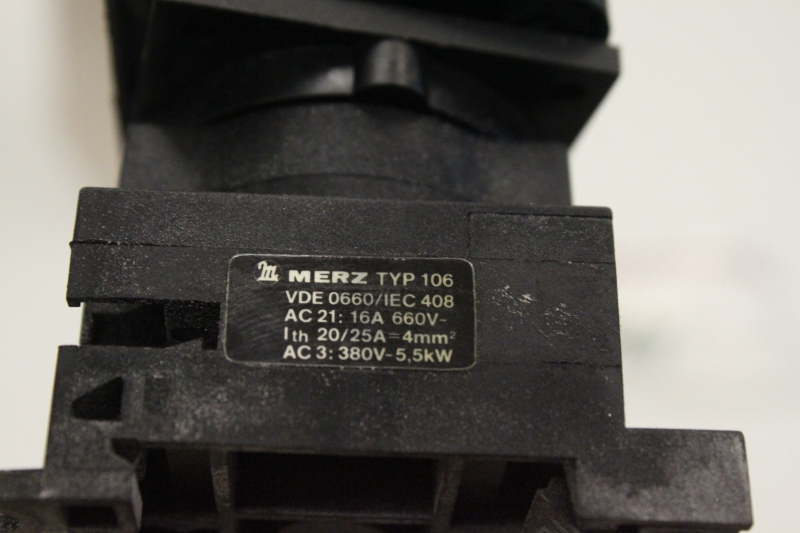 M MERZ TYP 106
VDE 0660/IEC 408
AC 21: 16A 660V~
Ith 20/25A=4mm²
AC 3: 380V~5,5kW